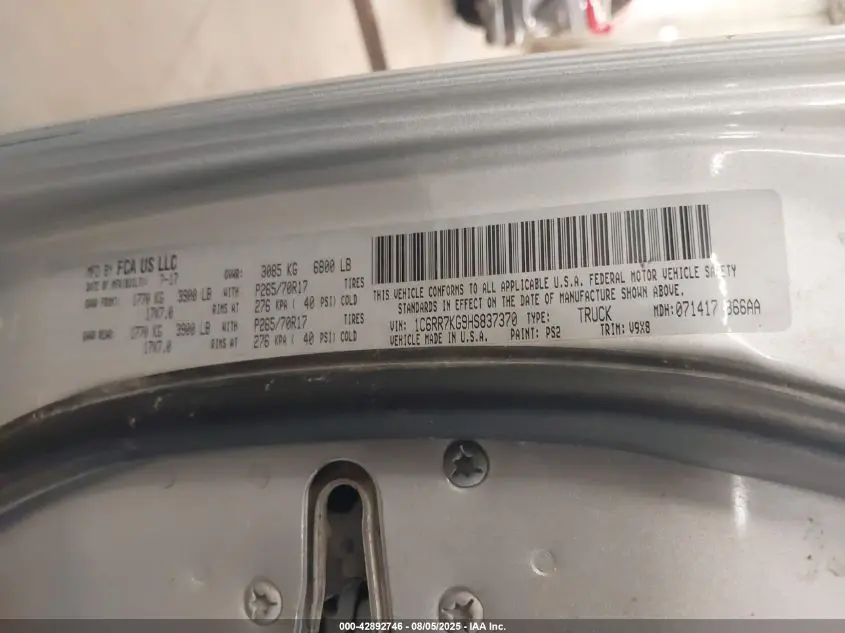 MFD BY FCA US LLC
DATE OF MFR/BUILT: 7-17
GVWR: 3085 KG 6800 LB
GAWR FRONT: 1770 KG 3900 LB WITH P265/70R17 TIRES
17X7.0 RIMS AT 276 KPA ( 40 PSI) COLD
GAWR REAR: 1770 KG 3900 LB WITH P265/70R17 TIRES
17X7.0 RIMS AT 276 KPA ( 40 PSI) COLD
THIS VEHICLE CONFORMS TO ALL APPLICABLE U.S.A. FEDERAL MOTOR VEHICLE SAFETY
STANDARDS IN EFFECT ON THE DATE OF MANUFACTURE SHOWN ABOVE.
VIN: 1C6RR7KG9HS837370 TYPE: TRUCK MDH: 071417 366AA
VEHICLE MADE IN U.S.A. PAINT: PS2 TRIM: V9X8
000-42892746 - 08/05/2025 - IAA Inc.